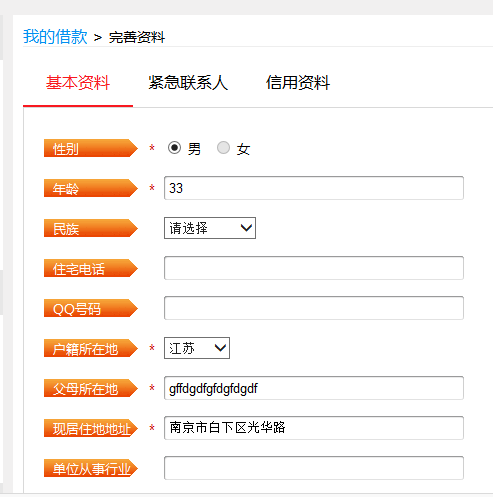 我的借款 > 完善资料
基本资料 紧急联系人 信用资料
性别 * 男 女
年龄 * 33
民族 请选择
住宅电话
QQ号码
户籍所在地 * 江苏
父母所在地 * gffdgdfgfdgfdgdf
现居住地地址 * 南京市白下区光华路
单位从事行业